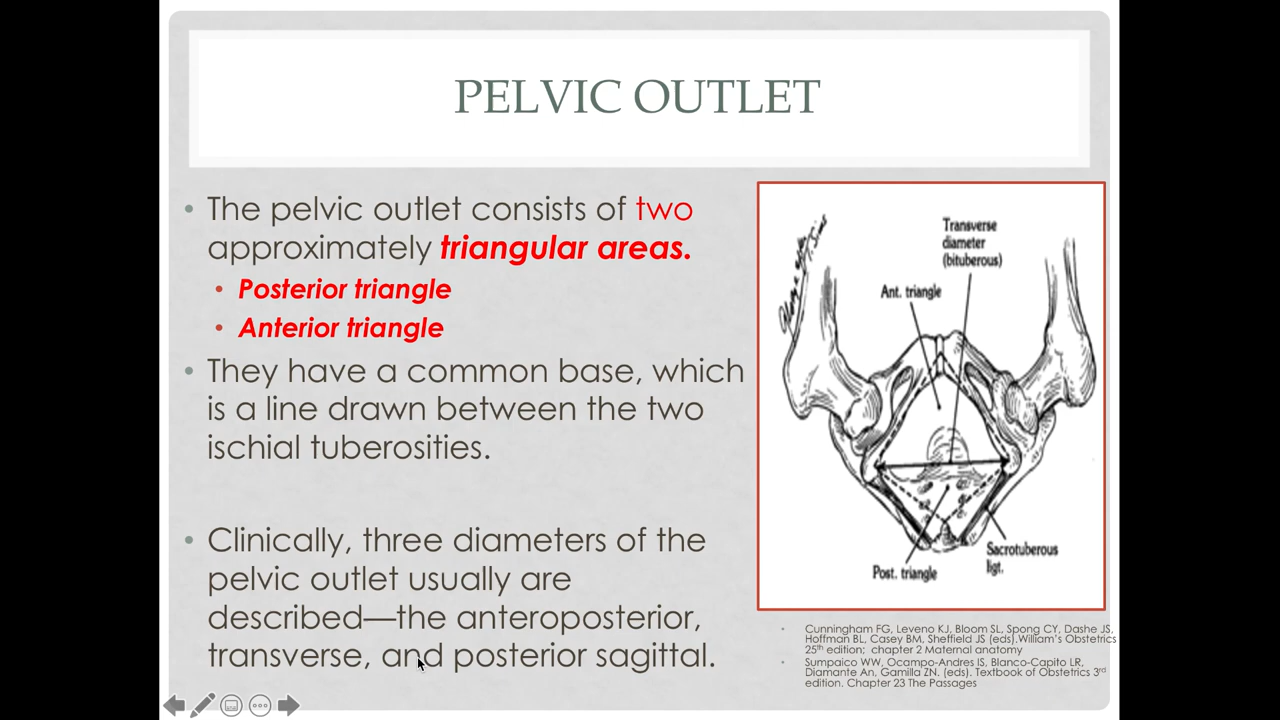 PELVIC OUTLET
• The pelvic outlet consists of two
approximately triangular areas.
• Posterior triangle
• Anterior triangle
• They have a common base, which
is a line drawn between the two
ischial tuberosities.
• Clinically, three diameters of the
pelvic outlet usually are
described—the anteroposterior,
transverse, and posterior sagittal.
Transverse
diameter
(bituberous)
Ant. triangle
Sacrotuberous
ligt.
Post. triangle
• Cunningham FG, Leveno KJ, Bloom SL, Spong CY, Dashe JS,
Hoffman BL, Casey BM, Sheffield JS (eds).William's Obstetrics
25th edition; chapter 2 Maternal anatomy
• Sumpaico WW, Ocampo-Andres IS, Blanco-Capito LR,
Diamante An, Gamilla ZN. (eds). Textbook of Obstetrics 3rd
edition. Chapter 23 The Passages